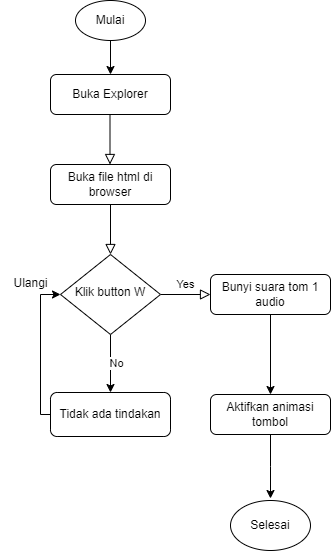 Mulai
Buka Explorer
Buka file html di
browser
Ulangi
Klik button W
Yes
Bunyi suara tom 1
audio
No
Tidak ada tindakan
Aktifkan animasi
tombol
Selesai